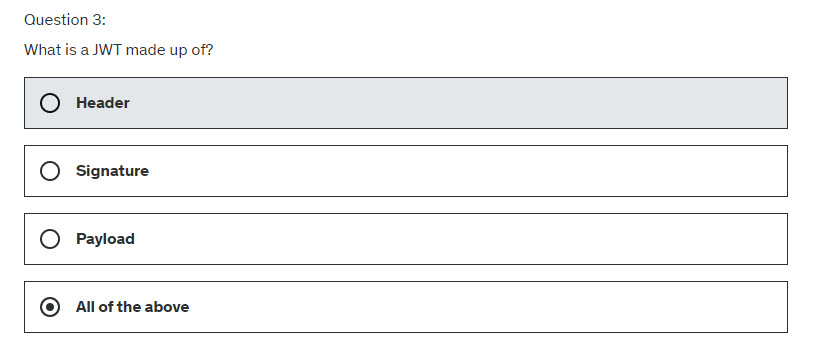 Question 3:
What is a JWT made up of?
Header
Signature
Payload
All of the above